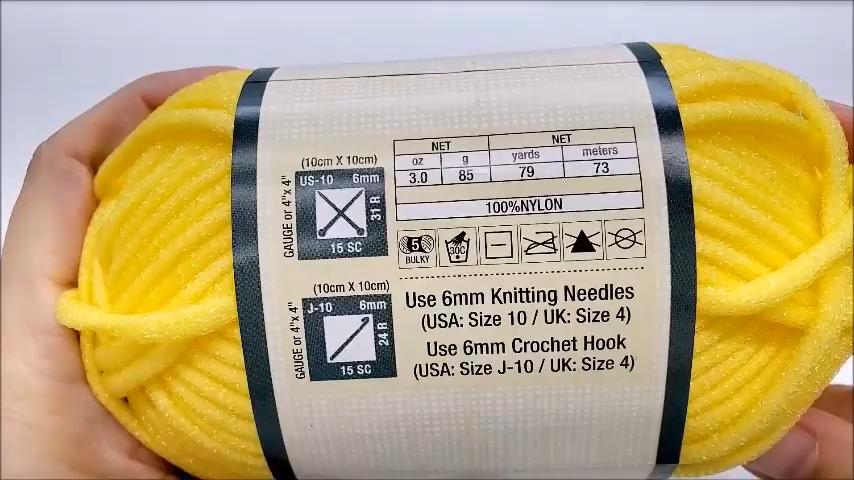 NET NET
oz g yards meters
3.0 85 79 73
100%NYLON
(10cm X 10cm)
GAUGE or 4"x 4"
US-10 6mm
31 R
15 SC
5
BULKY
30C
(10cm X 10cm)
GAUGE or 4"x 4"
J-10 6mm
24 R
15 SC
Use 6mm Knitting Needles
(USA: Size 10 / UK: Size 4)
Use 6mm Crochet Hook
(USA: Size J-10 / UK: Size 4)